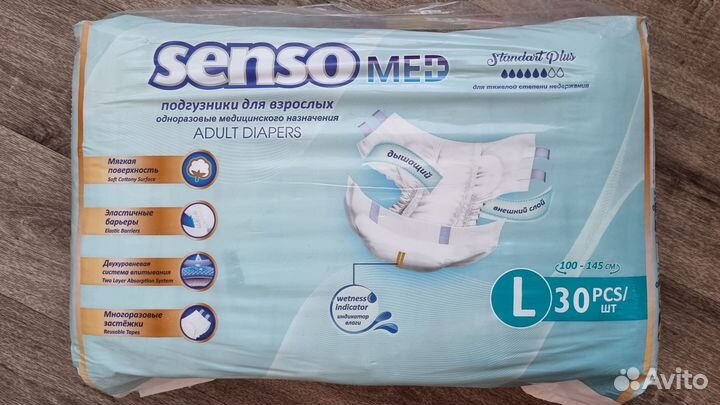 senso MED
Standart Plus
для тяжелой степени недержания
подгузники для взрослых
одноразовые медицинского назначения
ADULT DIAPERS
Мягкая
поверхность
Soft Cottony Surface
Эластичные
барьеры
Elastic Barriers
Двухуровневая
система впитывания
Two Layer Absorption System
Многоразовые
застёжки
Reusable Tapes
дышащий
внешний слой
wetness
indicator
индикатор
влаги
100 - 145 СМ
L 30 PCS/
ШТ
Avito